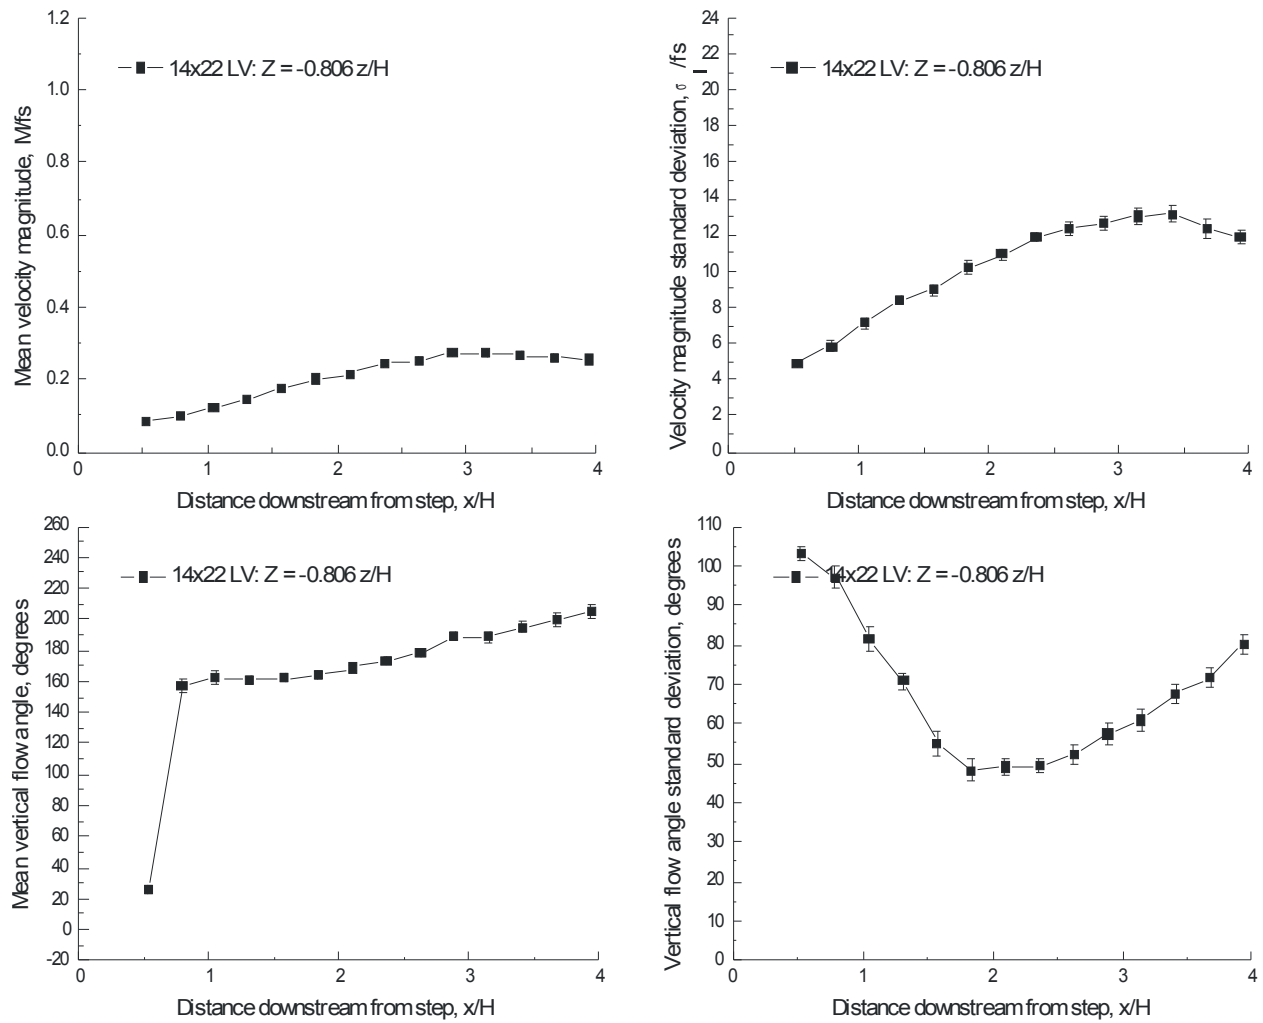 1.2
1.0
0.8
0.6
0.4
0.2
0.0
Mean velocity magnitude, M/fs
14x22 LV: Z = -0.806 z/H
0 1 2 3 4
Distance downstream from step, x/H
24
22
20
18
16
14
12
10
8
6
4
2
0
Velocity magnitude standard deviation, σ /fs
14x22 LV: Z = -0.806 z/H
0 1 2 3 4
Distance downstream from step, x/H
260
240
220
200
180
160
140
120
100
80
60
40
20
0
-20
Mean vertical flow angle, degrees
14x22 LV: Z = -0.806 z/H
0 1 2 3 4
Distance downstream from step, x/H
110
100
90
80
70
60
50
40
30
20
10
0
Vertical flow angle standard deviation, degrees
14x22 LV: Z = -0.806 z/H
0 1 2 3 4
Distance downstream from step, x/H